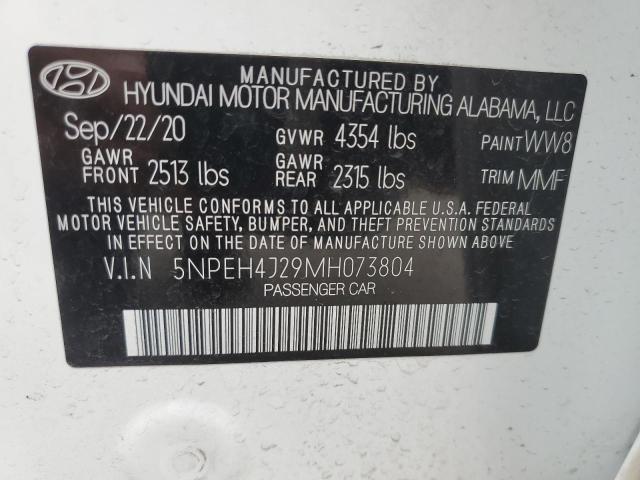 MANUFACTURED BY
HYUNDAI MOTOR MANUFACTURING ALABAMA, LLC
Sep/22/20 GVWR 4354 lbs PAINT WW8
GAWR FRONT 2513 lbs GAWR REAR 2315 lbs TRIM MMF
THIS VEHICLE CONFORMS TO ALL APPLICABLE U.S.A. FEDERAL
MOTOR VEHICLE SAFETY, BUMPER, AND THEFT PREVENTION STANDARDS
IN EFFECT ON THE DATE OF MANUFACTURE SHOWN ABOVE.
V.I.N 5NPEH4J29MH073804
PASSENGER CAR